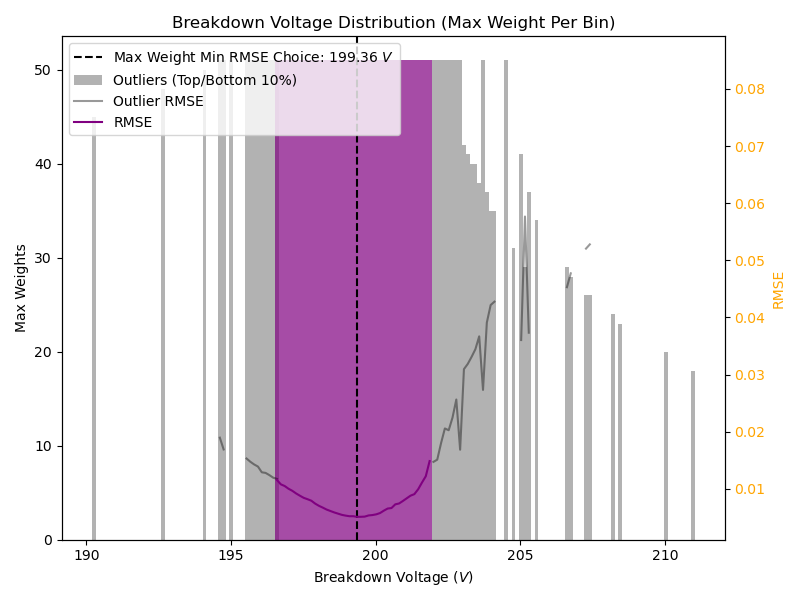 Breakdown Voltage Distribution (Max Weight Per Bin)
Max Weight Min RMSE Choice: 199.36 V
Outliers (Top/Bottom 10%)
Outlier RMSE
RMSE
Max Weights
50
40
30
20
10
0
0.08
0.07
0.06
0.05
0.04
0.03
0.02
0.01
RMSE
190 195 200 205 210
Breakdown Voltage (V)